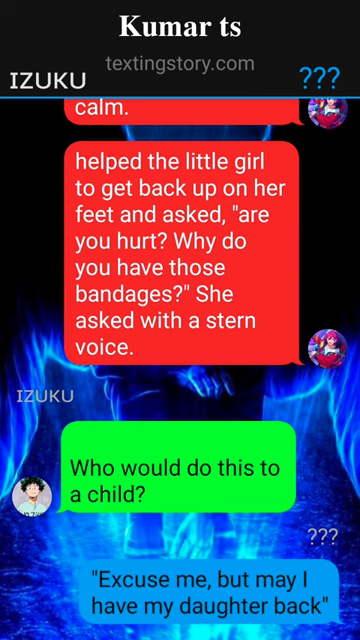 Kumar ts
textingstory.com
IZUKU
???
calm.
helped the little girl
to get back up on her
feet and asked, "are
you hurt? Why do
you have those
bandages?" She
asked with a stern
voice.
IZUKU
Who would do this to
a child?
???
"Excuse me, but may I
have my daughter back"